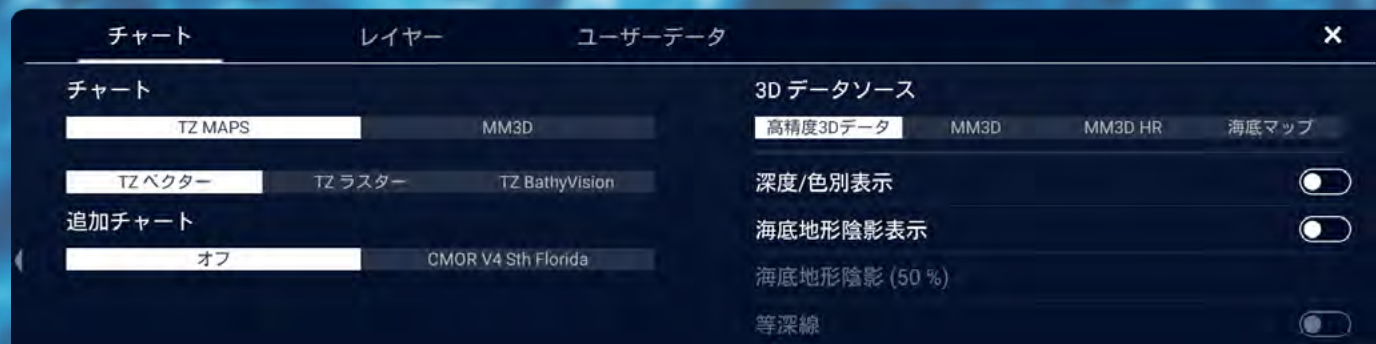 チャート レイヤー ユーザーデータ
チャート
TZ MAPS MM3D
TZ ベクター TZ ラスター TZ BathyVision
追加チャート
オフ CMOR V4 Sth Florida
3D データソース
高精度3Dデータ MM3D MM3D HR 海底マップ
深度/色別表示
海底地形陰影表示
海底地形陰影 (50 %)
等深線